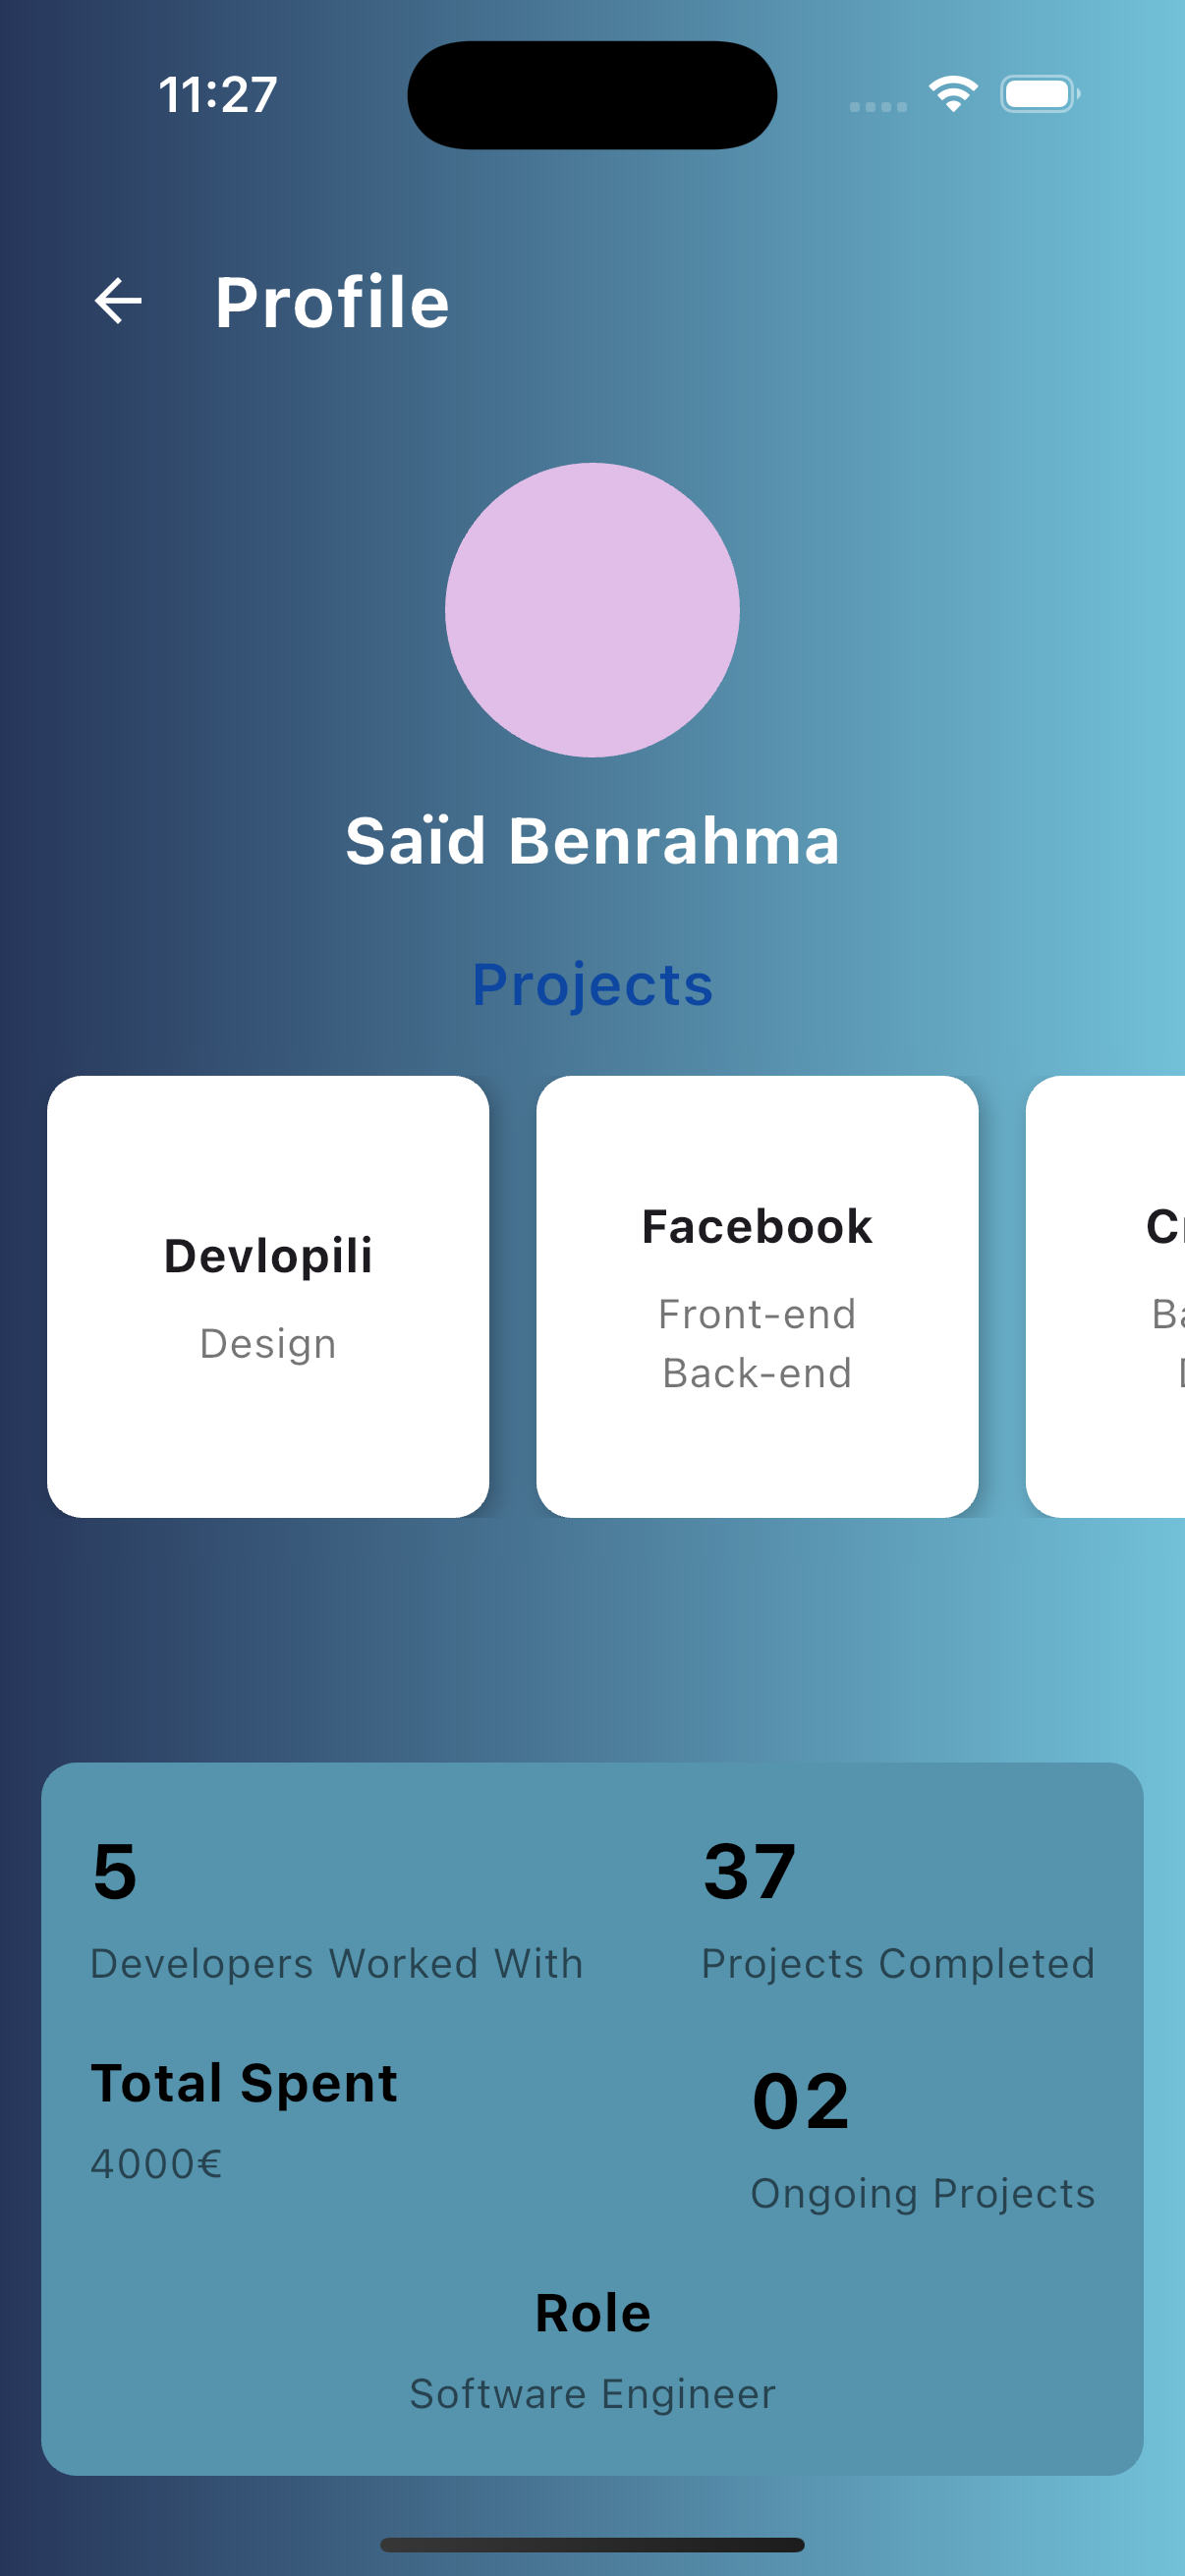 11:27
Profile
Saïd Benrahma
Projects
Devlopili
Design
Facebook
Front-end
Back-end
5
Developers Worked With
37
Projects Completed
Total Spent
4000€
02
Ongoing Projects
Role
Software Engineer